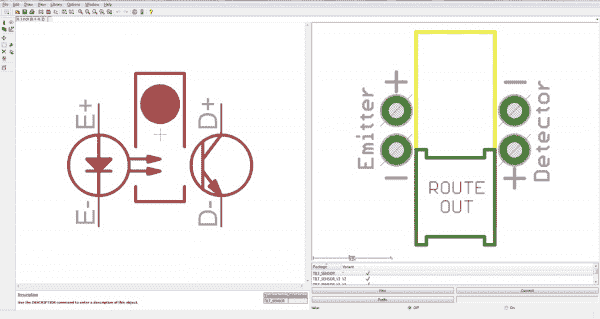 File Edit Draw View Library Options Window Help
E+
D+
E-
D-
Emitter
+
-
Detector
-
+
ROUTE
OUT
Description
Use the DESCRIPTION command to enter a description of this object.
Package Variant
New
Connect
Prefix
Value
Off
On